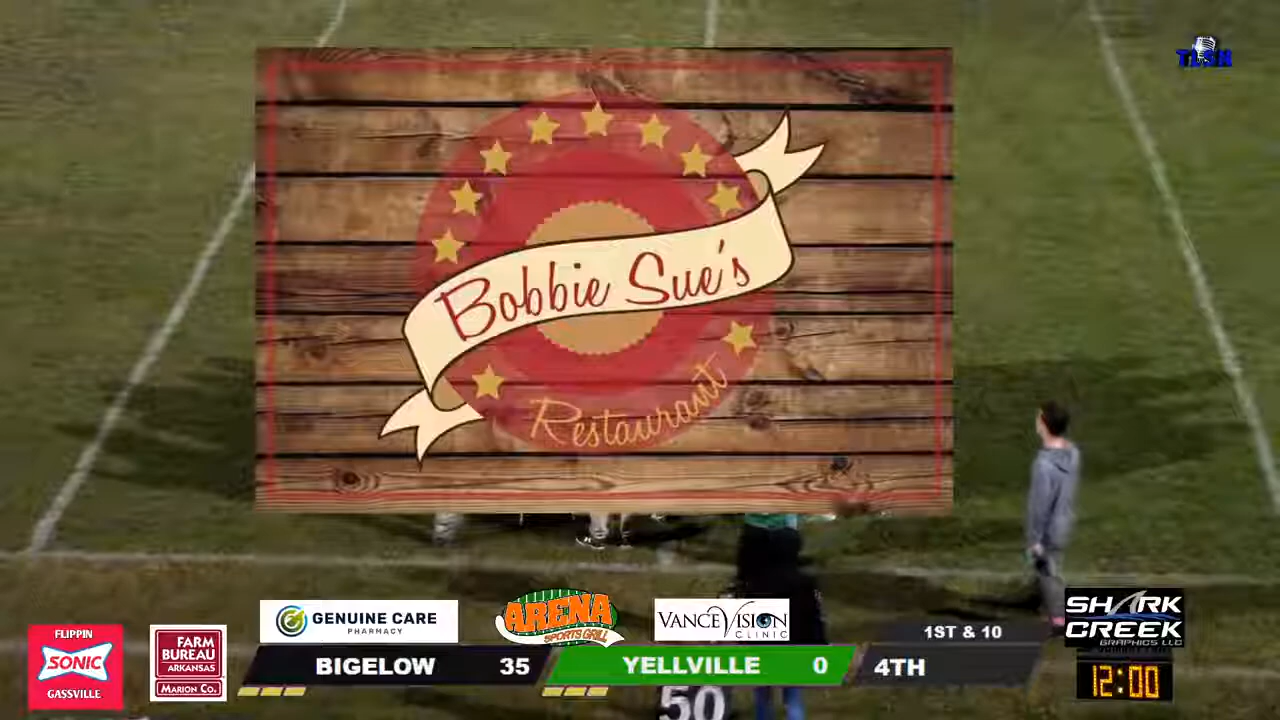 TLSN
Bobbie Sue's
Restaurant
GENUINE CARE
PHARMACY
ARENA
SPORTS GRILL
VANCE VISION
CLINIC
1ST & 10
SHARK
CREEK
GRAPHICS LLC
FLIPPIN
SONIC
GASSVILLE
FARM
BUREAU
ARKANSAS
MARION CO.
BIGELOW 35
YELLVILLE 0
4TH
12:00
50